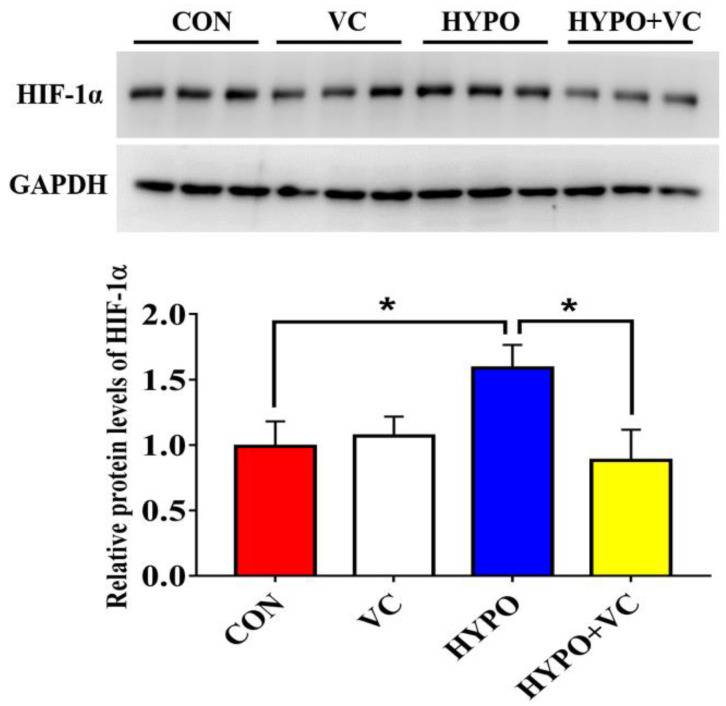 CON VC HYPO HYPO+VC
HIF-1α
GAPDH
Relative protein levels of HIF-1α
2.0
1.5
1.0
0.5
0.0
* *
CON VC HYPO HYPO+VC